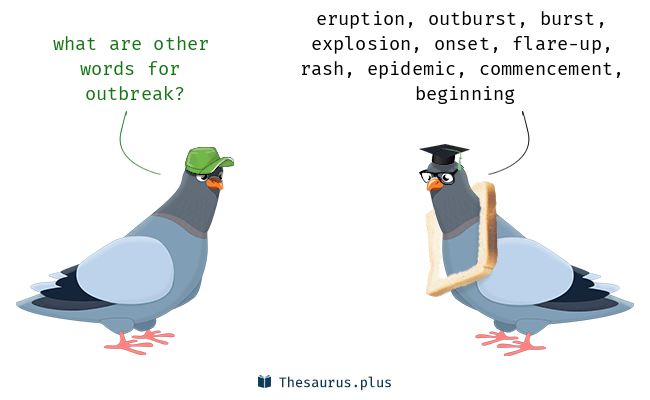 what are other
words for
outbreak?
eruption, outburst, burst,
explosion, onset, flare-up,
rash, epidemic, commencement,
beginning
Thesaurus.plus